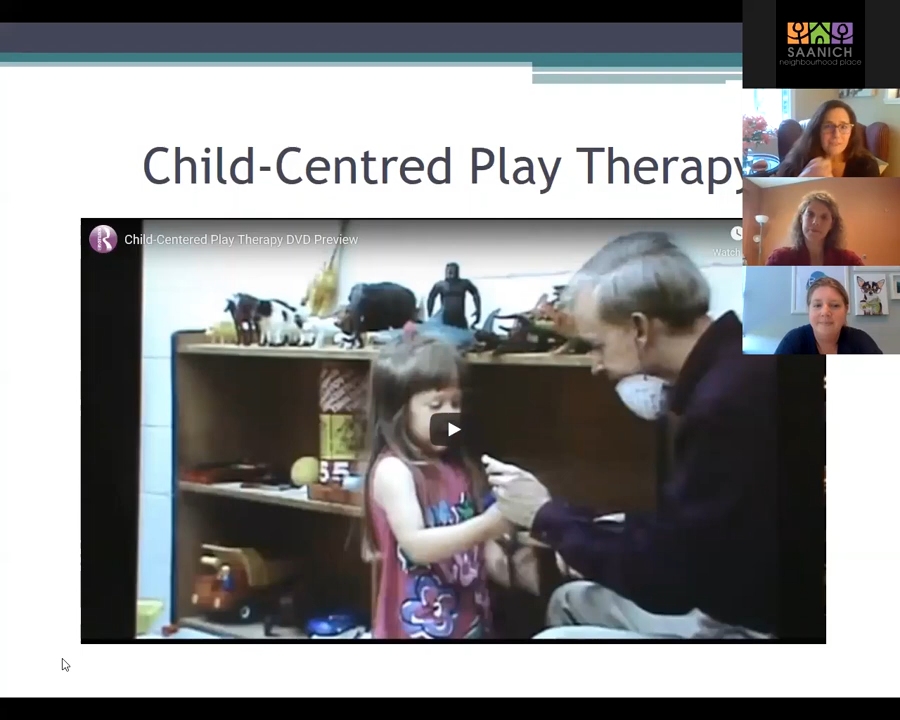 Child-Centred Play Therapy
Child-Centered Play Therapy DVD Preview
Watch
SAANICH
neighbourhood place